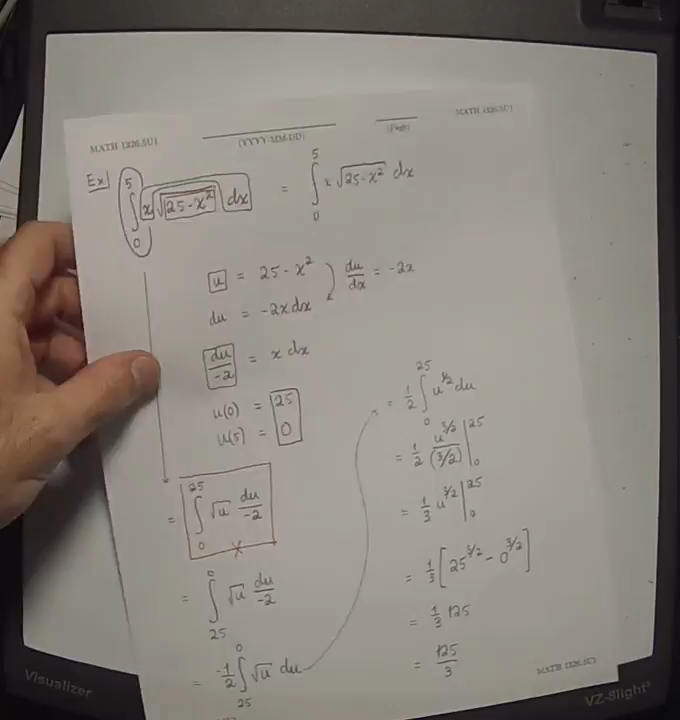 MATH 1326.SU1
(YYYY-MM-DD)
(Page)
MATH 1326.SU1
Ex) ∫₀⁵ x √(25-x²) dx = ∫₀⁵ x √(25-x²) dx
u = 25 - x² ) du/dx = -2x
du = -2x dx
du/-2 = x dx
u(0) = 25
u(5) = 0
= ∫₀²⁵ √u du/-2
X
= ∫₂₅⁰ √u du/-2
= -1/2 ∫₂₅⁰ √u du
= 1/2 ∫₀²⁵ u^(1/2) du
= 1/2 u^(3/2)/(3/2) |₀²⁵
= 1/3 u^(3/2) |₀²⁵
= 1/3 [25^(3/2) - 0^(3/2)]
= 1/3 125
= 125/3
MATH 1326.SU1
Visualizer
VZ-8light³